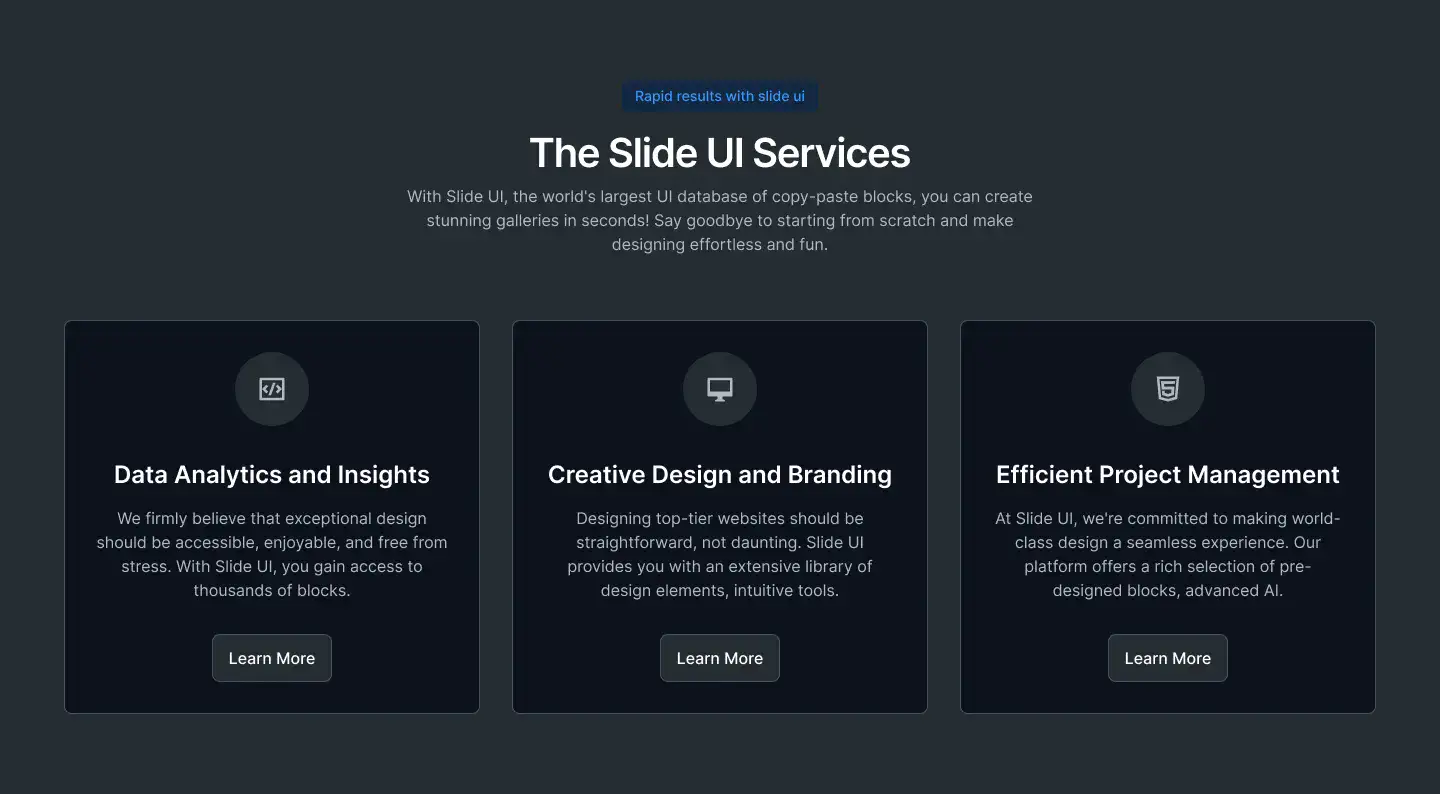 Rapid results with slide ui
The Slide UI Services
With Slide UI, the world's largest UI database of copy-paste blocks, you can create
stunning galleries in seconds! Say goodbye to starting from scratch and make
designing effortless and fun.
Data Analytics and Insights
We firmly believe that exceptional design
should be accessible, enjoyable, and free from
stress. With Slide UI, you gain access to
thousands of blocks.
Learn More
Creative Design and Branding
Designing top-tier websites should be
straightforward, not daunting. Slide UI
provides you with an extensive library of
design elements, intuitive tools.
Learn More
Efficient Project Management
At Slide UI, we're committed to making world-
class design a seamless experience. Our
platform offers a rich selection of pre-
designed blocks, advanced AI.
Learn More